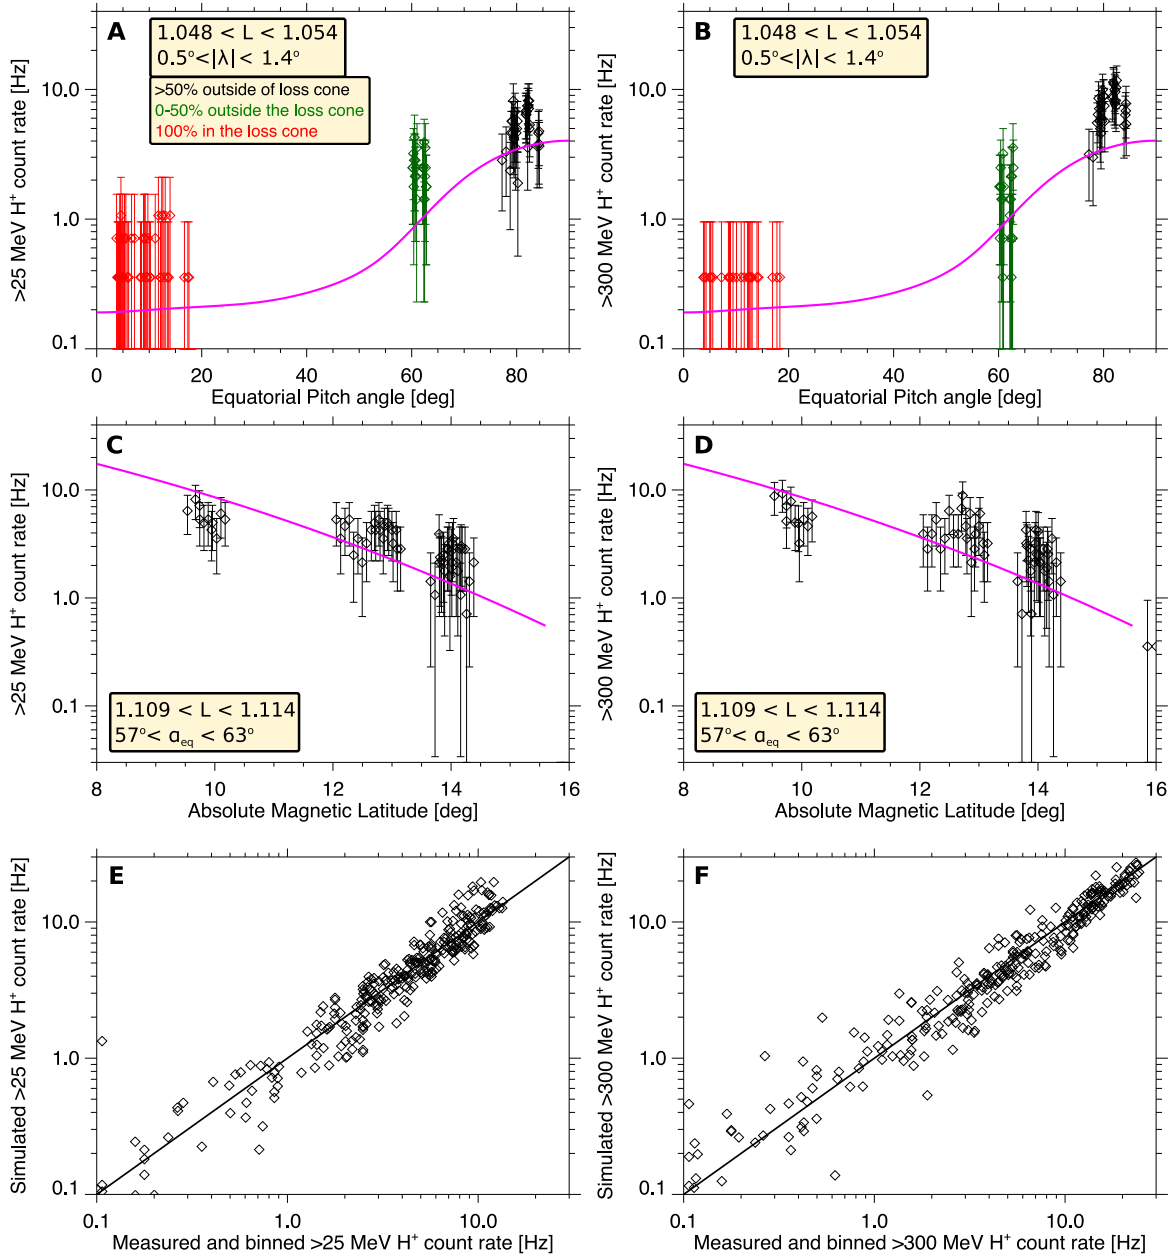 A
1.048 < L < 1.054
0.5°<|λ| < 1.4°
>50% outside of loss cone
0-50% outside the loss cone
100% in the loss cone
>25 MeV H⁺ count rate [Hz]
10.0
1.0
0.1
0 20 40 60 80
Equatorial Pitch angle [deg]
B
1.048 < L < 1.054
0.5°<|λ| < 1.4°
>300 MeV H⁺ count rate [Hz]
10.0
1.0
0.1
0 20 40 60 80
Equatorial Pitch angle [deg]
C
>25 MeV H⁺ count rate [Hz]
10.0
1.0
0.1
1.109 < L < 1.114
57°< α_eq < 63°
8 10 12 14 16
Absolute Magnetic Latitude [deg]
D
>300 MeV H⁺ count rate [Hz]
10.0
1.0
0.1
1.109 < L < 1.114
57°< α_eq < 63°
8 10 12 14 16
Absolute Magnetic Latitude [deg]
E
Simulated >25 MeV H⁺ count rate [Hz]
10.0
1.0
0.1
0.1 1.0 10.0
Measured and binned >25 MeV H⁺ count rate [Hz]
F
Simulated >300 MeV H⁺ count rate [Hz]
10.0
1.0
0.1
0.1 1.0 10.0
Measured and binned >300 MeV H⁺ count rate [Hz]